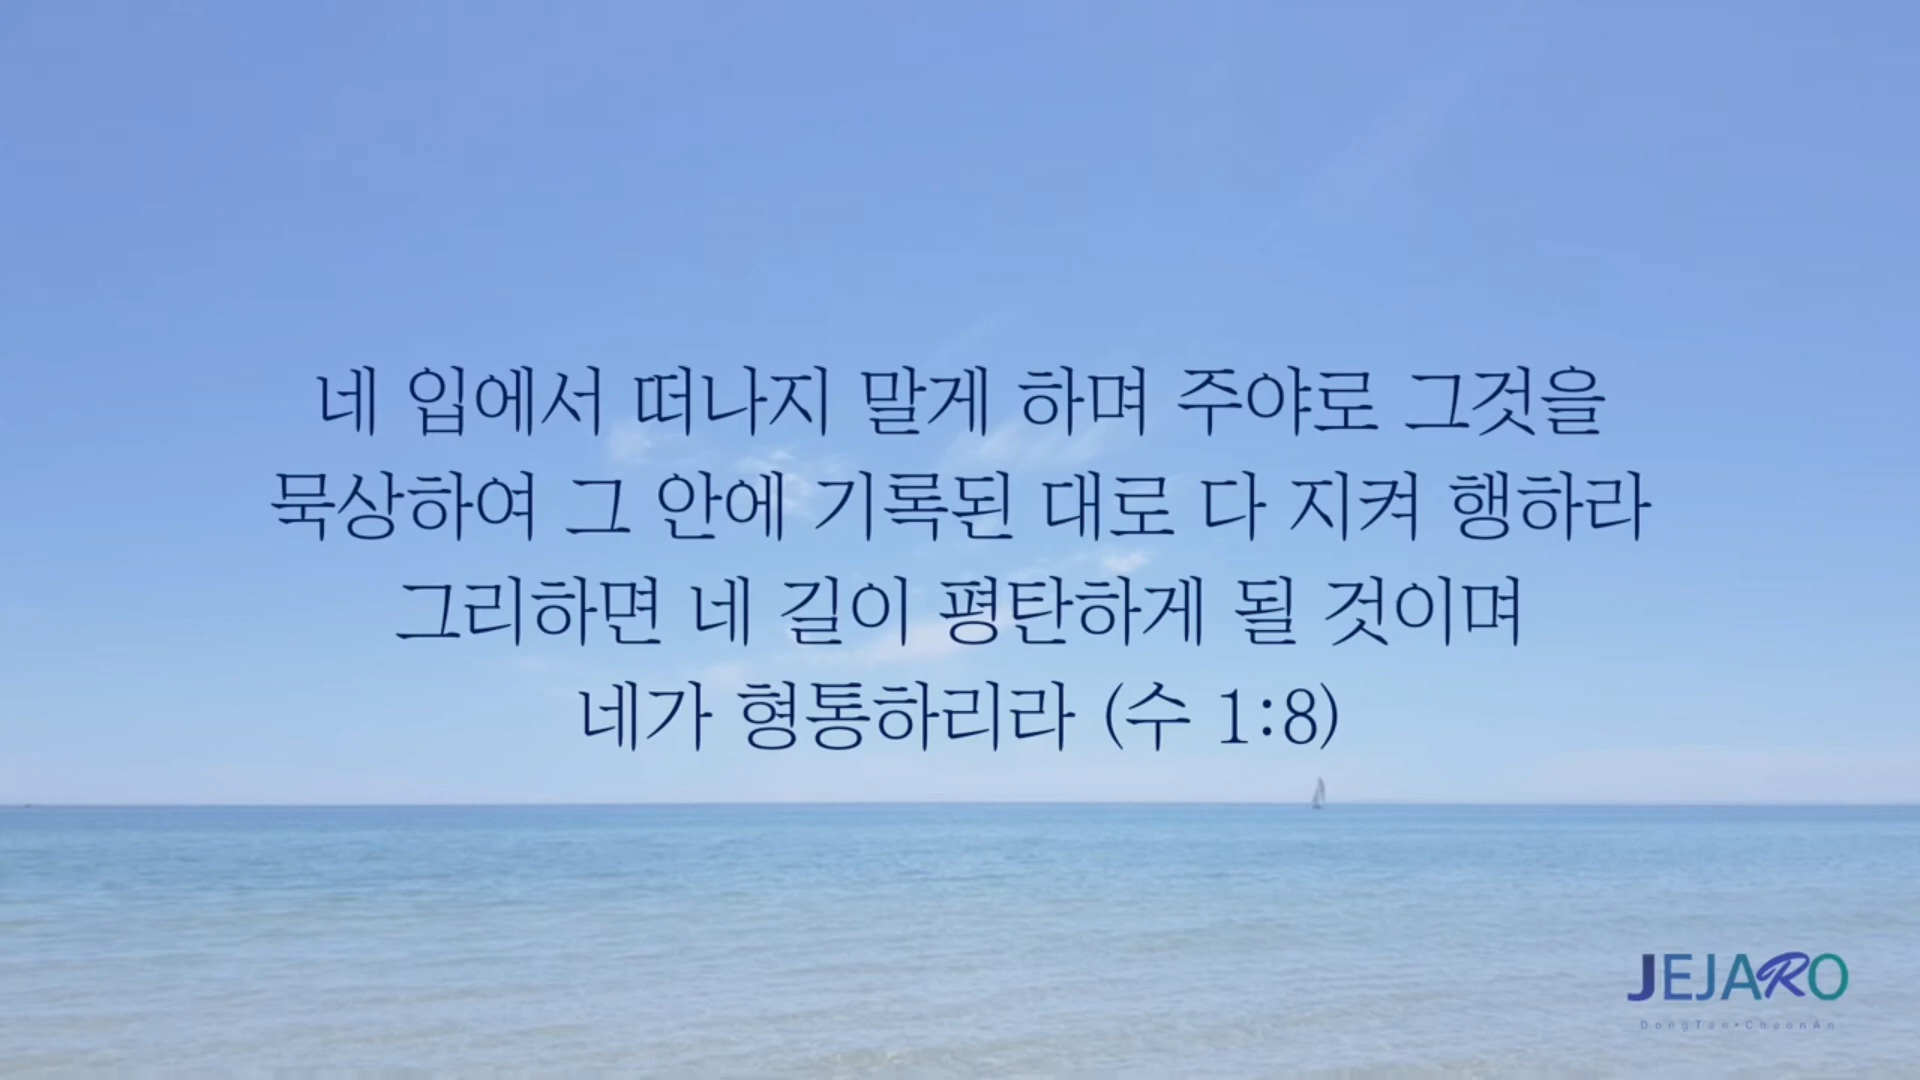 네 입에서 떠나지 말게 하며 주야로 그것을
묵상하여 그 안에 기록된 대로 다 지켜 행하라
그리하면 네 길이 평탄하게 될 것이며
네가 형통하리라 (수 1:8)
JEJARO
DongTan•CheonAn